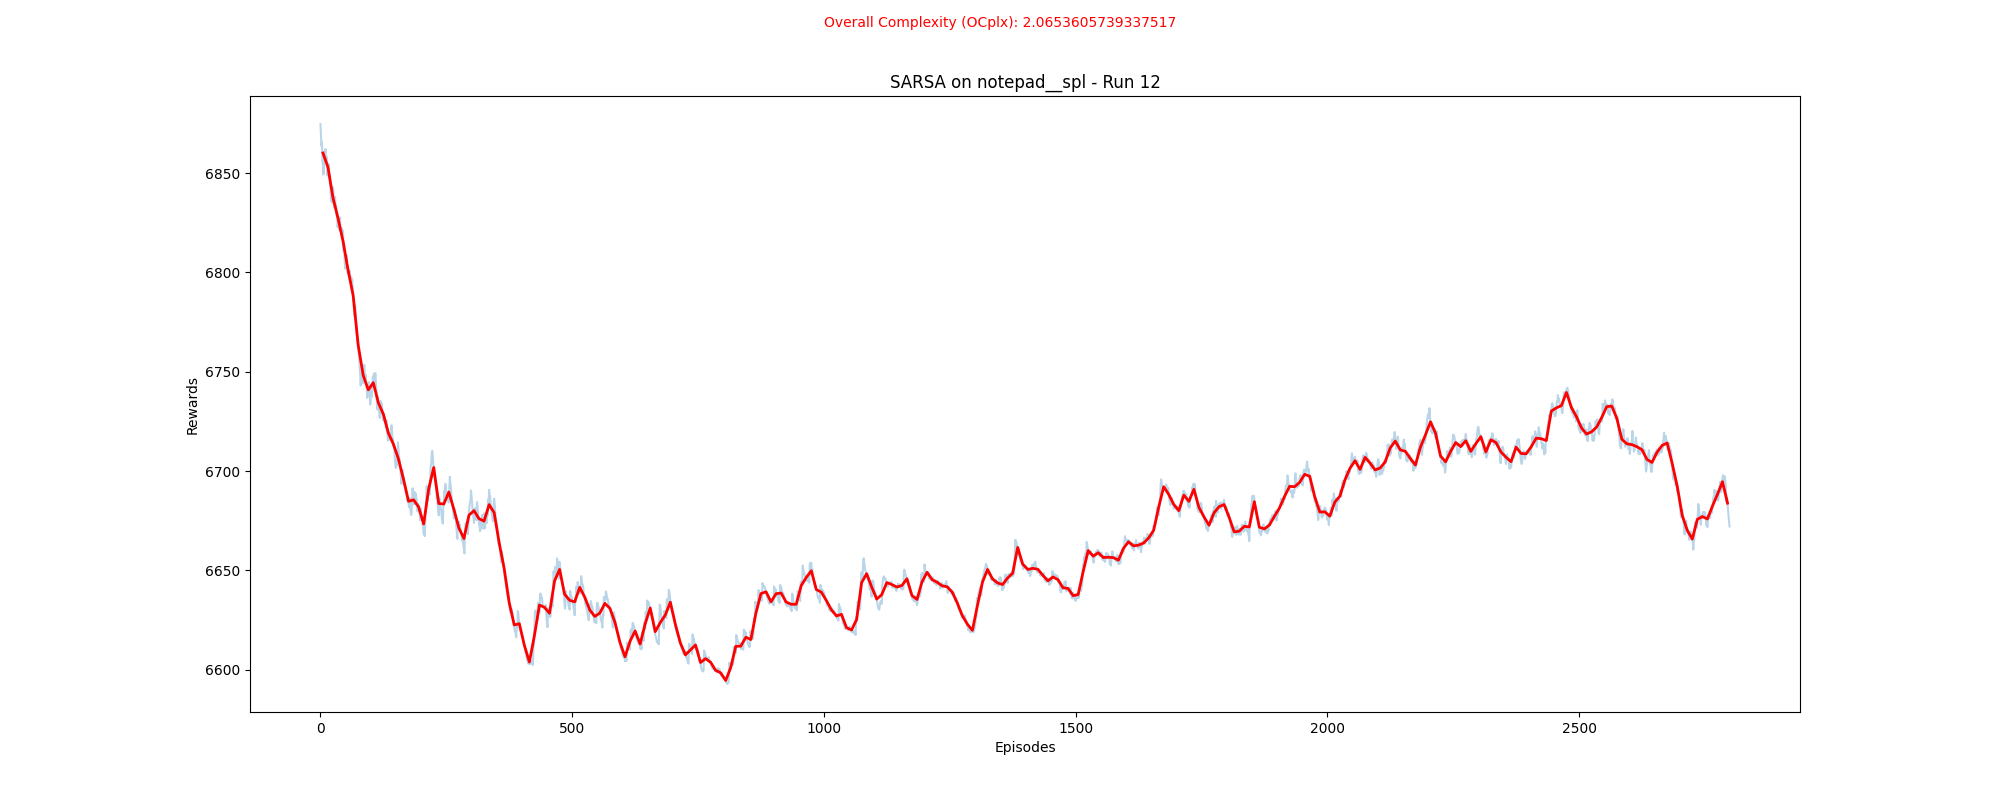 Overall Complexity (OCplx): 2.0653605739337517
SARSA on notepad__spl - Run 12
Rewards
6850
6800
6750
6700
6650
6600
0 500 1000 1500 2000 2500
Episodes